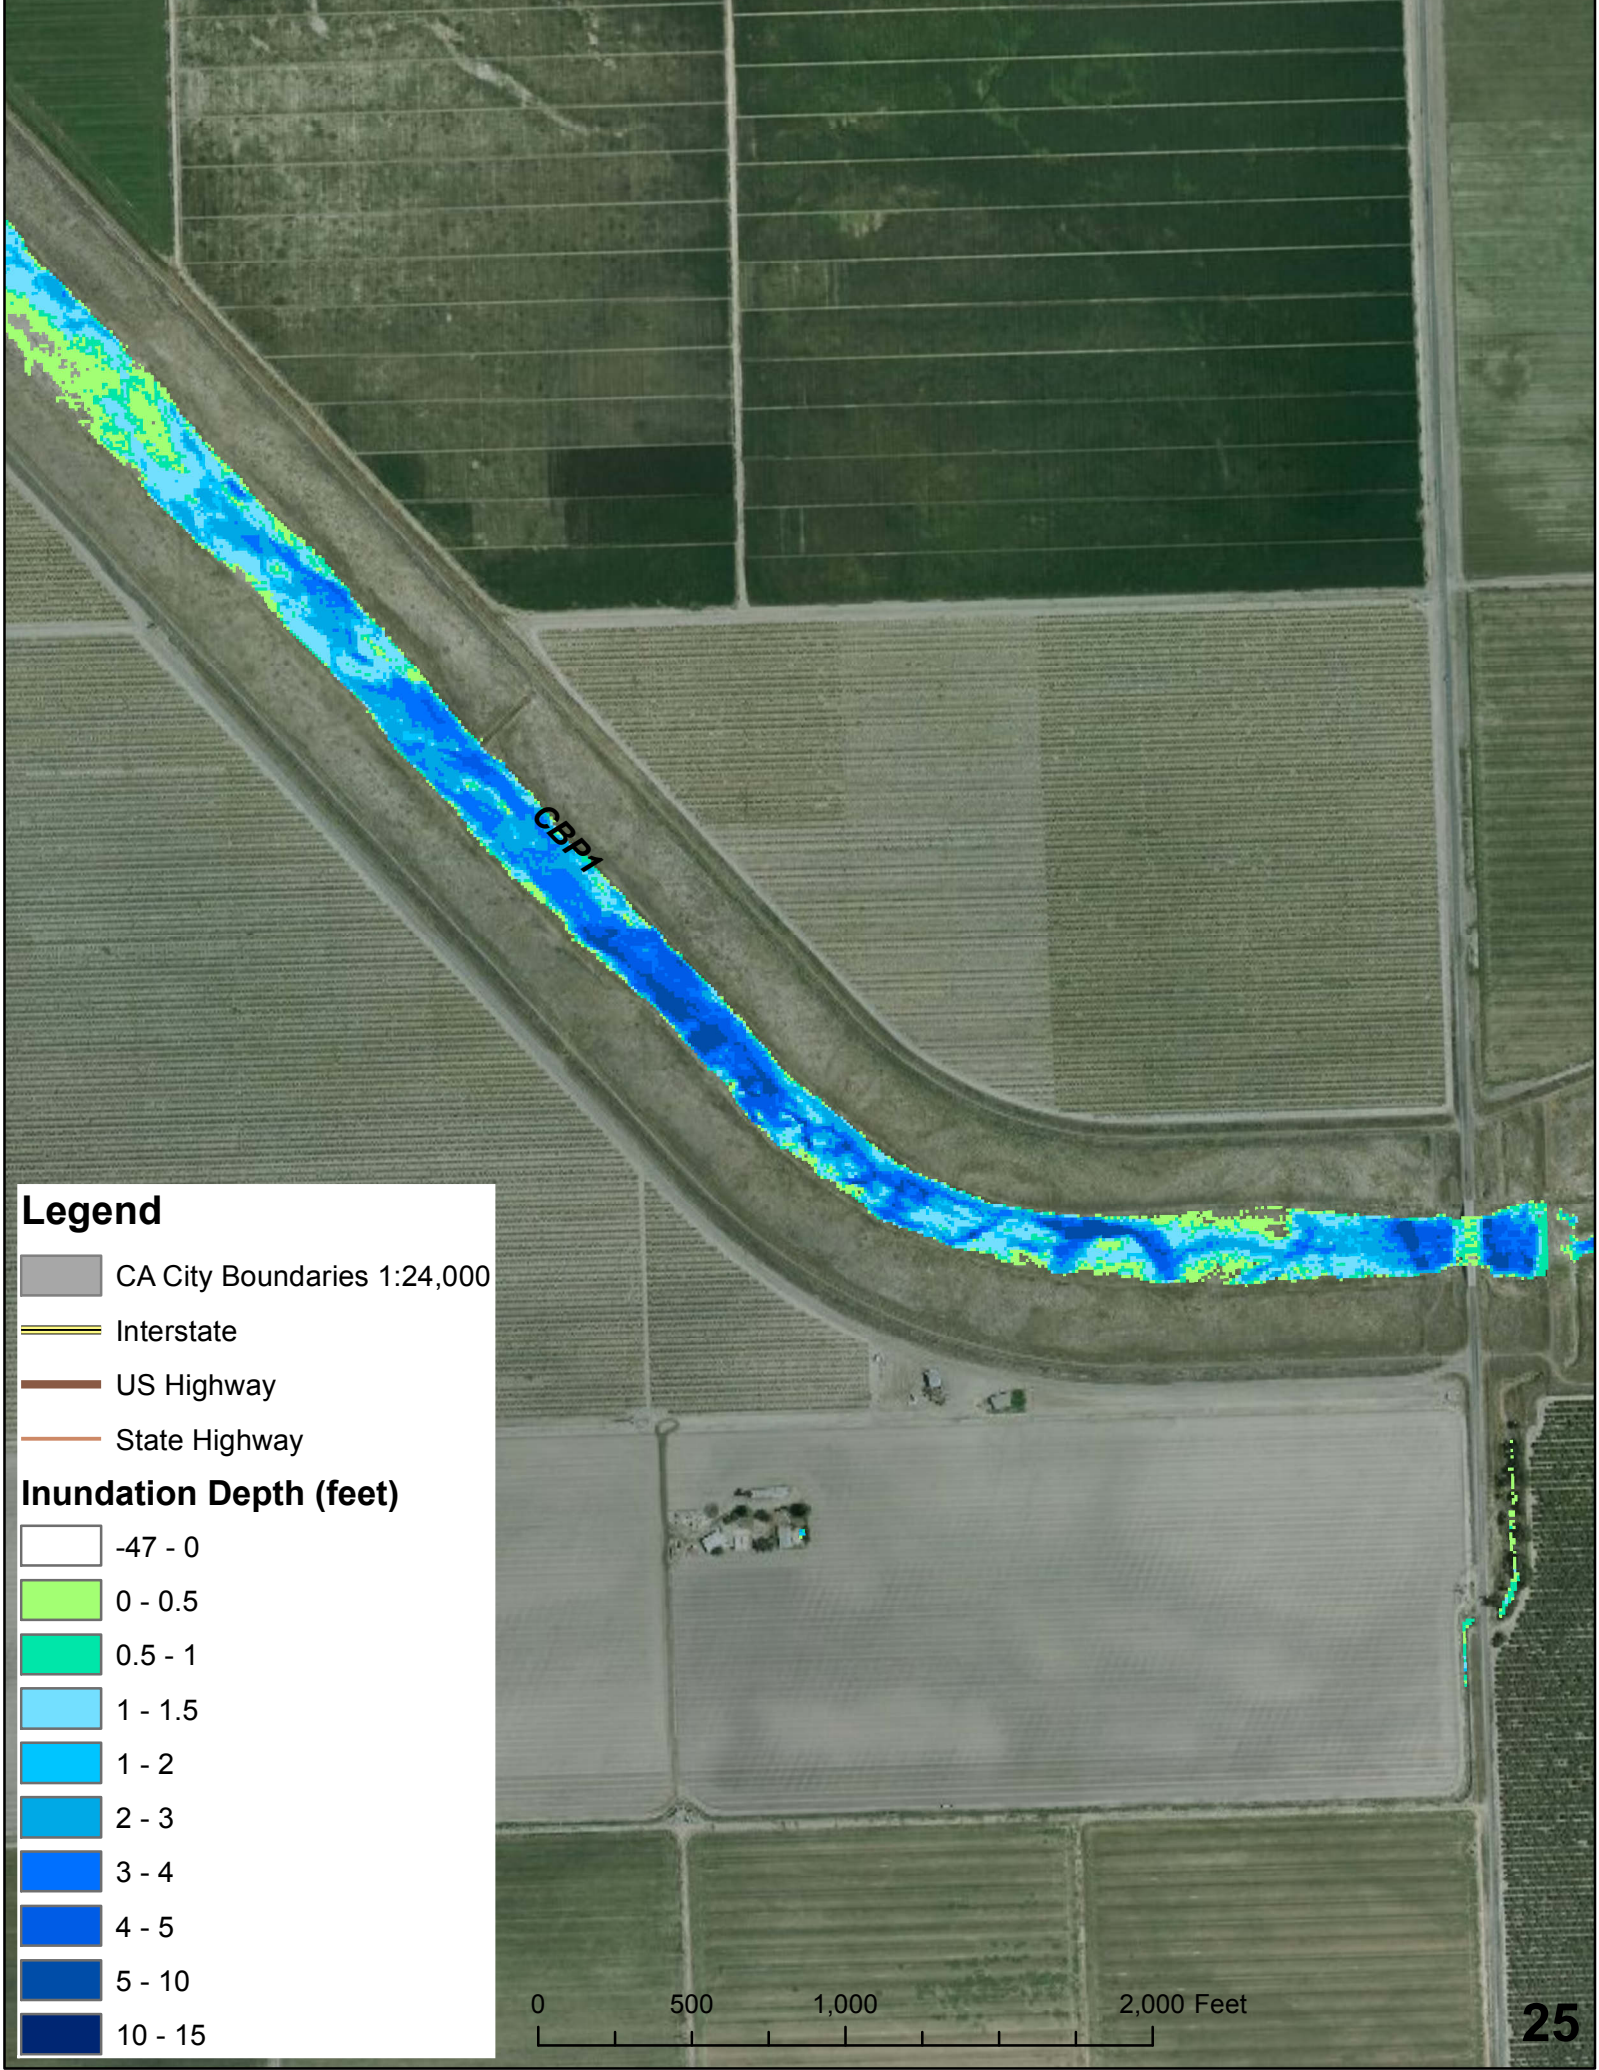 CBP1
Legend
CA City Boundaries 1:24,000
Interstate
US Highway
State Highway
Inundation Depth (feet)
-47 - 0
0 - 0.5
0.5 - 1
1 - 1.5
1 - 2
2 - 3
3 - 4
4 - 5
5 - 10
10 - 15
0 500 1,000 2,000 Feet
25